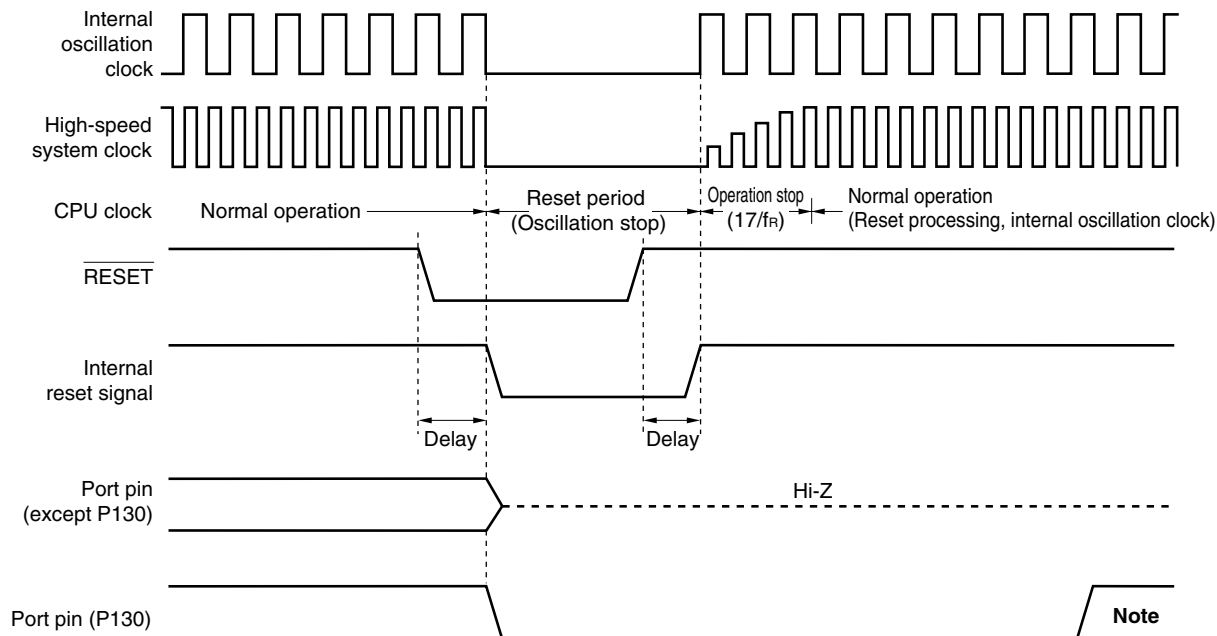 Internal
oscillation
clock
High-speed
system clock
CPU clock
Normal operation
Reset period
(Oscillation stop)
Operation stop
(17/fR)
Normal operation
(Reset processing, internal oscillation clock)
RESET
Internal
reset signal
Delay
Delay
Port pin
(except P130)
Hi-Z
Port pin (P130)
Note